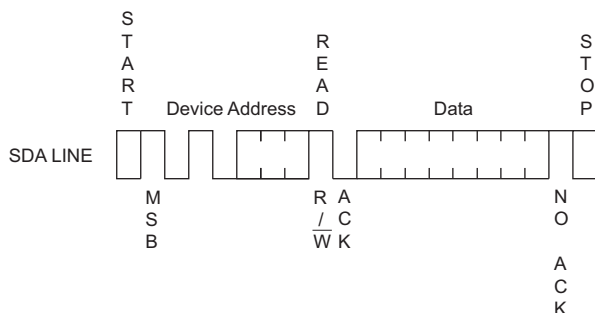 START
READ
STOP
Device Address
Data
SDA LINE
MSB
R/W
ACK
NO ACK